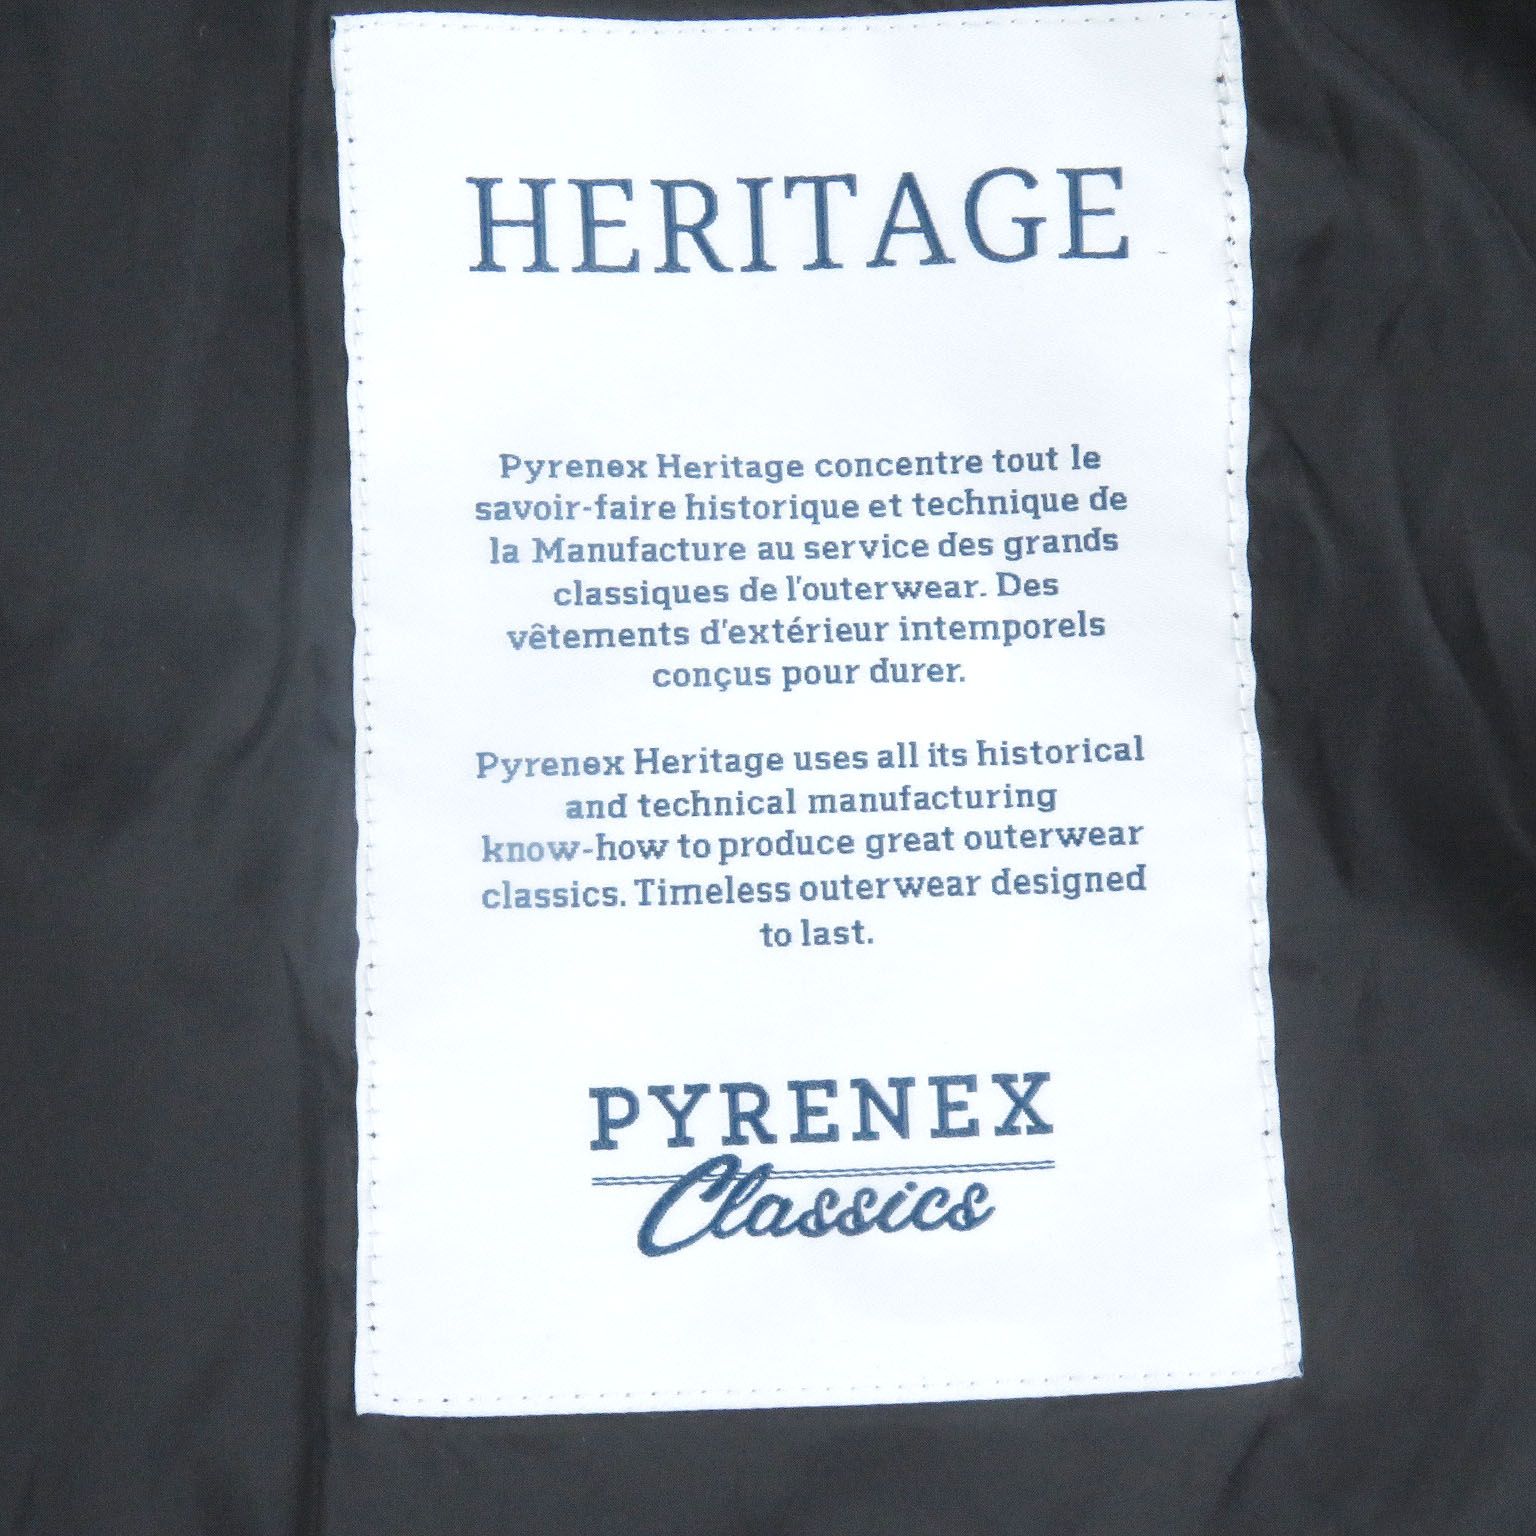 HERITAGE
Pyrenex Heritage concentre tout le
savoir-faire historique et technique de
la Manufacture au service des grands
classiques de l'outerwear. Des
vêtements d'extérieur intemporels
conçus pour durer.
Pyrenex Heritage uses all its historical
and technical manufacturing
know-how to produce great outerwear
classics. Timeless outerwear designed
to last.
PYRENEX
Classics